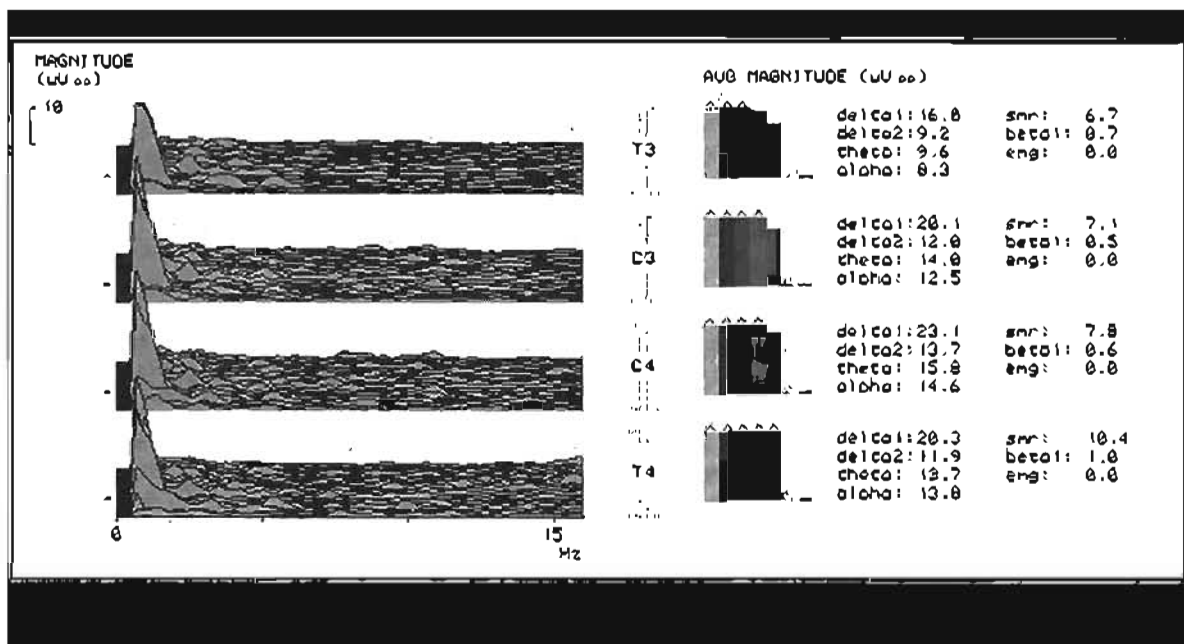 MAGNITUDE
(uV pp)
10
AVG MAGNITUDE (uV pp)
T3
delta1:16.0 smr: 6.7
delta2:9.2 beta1: 0.7
theta: 9.6 emg: 0.0
alpha: 8.3
C3
delta1:20.1 smr: 7.1
delta2:12.0 beta1: 0.5
theta: 14.0 emg: 0.0
alpha: 12.5
C4
delta1:23.1 smr: 7.8
delta2:13.7 beta1: 0.6
theta: 15.8 emg: 0.0
alpha: 14.6
T4
delta1:20.3 smr: 10.4
delta2:11.9 beta1: 1.0
theta: 13.7 emg: 0.0
alpha: 13.8
0 15
Hz